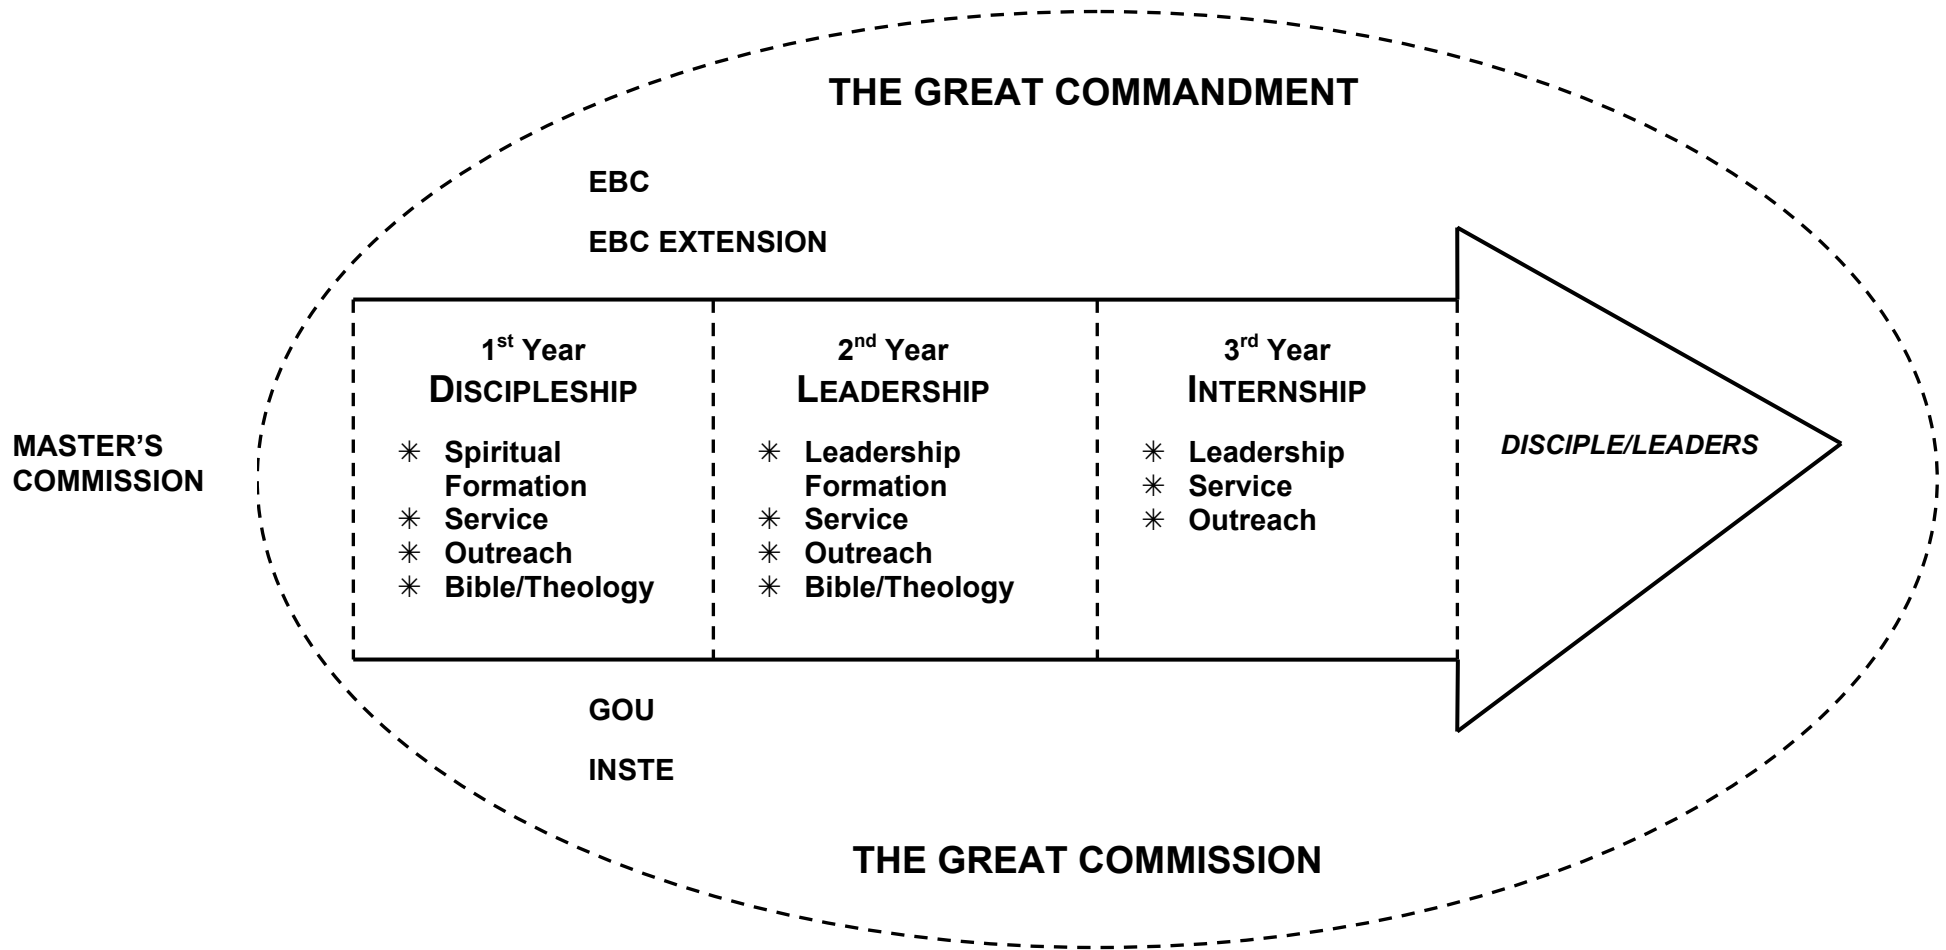 THE GREAT COMMANDMENT
EBC
EBC EXTENSION
MASTER’S
COMMISSION
1st Year
DISCIPLESHIP
✳ Spiritual
Formation
✳ Service
✳ Outreach
✳ Bible/Theology
2nd Year
LEADERSHIP
✳ Leadership
Formation
✳ Service
✳ Outreach
✳ Bible/Theology
3rd Year
INTERNSHIP
✳ Leadership
✳ Service
✳ Outreach
DISCIPLE/LEADERS
GOU
INSTE
THE GREAT COMMISSION